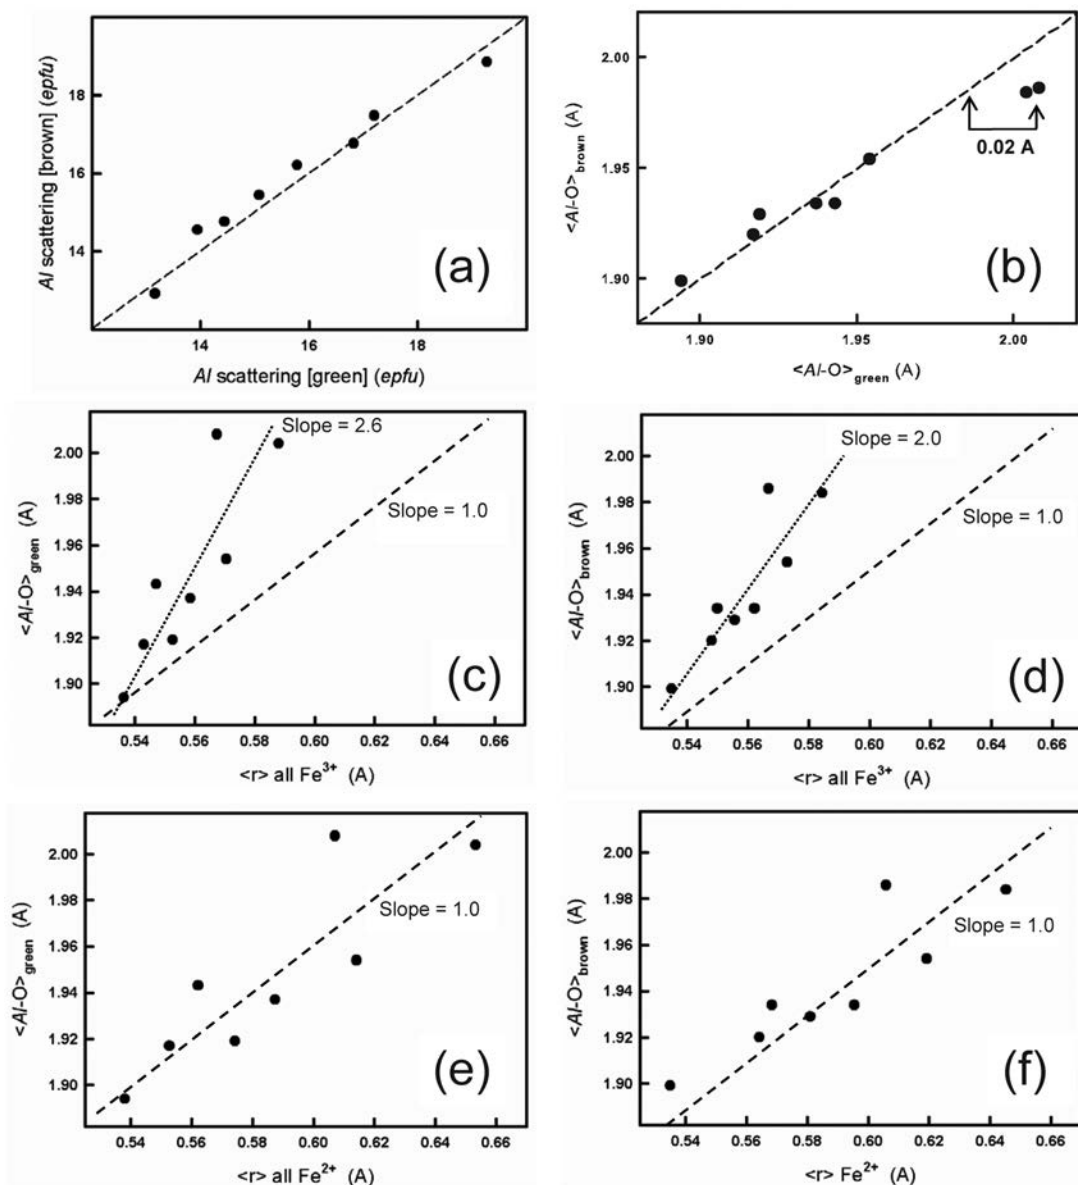 Al scattering [brown] (epfu)
18
16
14
(a)
14 16 18
Al scattering [green] (epfu)
<Al-O>brown (A)
2.00
1.95
1.90
0.02 A
(b)
1.90 1.95 2.00
<Al-O>green (A)
<Al-O>green (A)
2.00
1.98
1.96
1.94
1.92
1.90
Slope = 2.6
Slope = 1.0
(c)
0.54 0.56 0.58 0.60 0.62 0.64 0.66
<r> all Fe3+ (A)
<Al-O>brown (A)
2.00
1.98
1.96
1.94
1.92
1.90
Slope = 2.0
Slope = 1.0
(d)
0.54 0.56 0.58 0.60 0.62 0.64 0.66
<r> all Fe3+ (A)
<Al-O>green (A)
2.00
1.98
1.96
1.94
1.92
1.90
Slope = 1.0
(e)
0.54 0.56 0.58 0.60 0.62 0.64 0.66
<r> all Fe2+ (A)
<Al-O>brown (A)
2.00
1.98
1.96
1.94
1.92
1.90
Slope = 1.0
(f)
0.54 0.56 0.58 0.60 0.62 0.64 0.66
<r> Fe2+ (A)